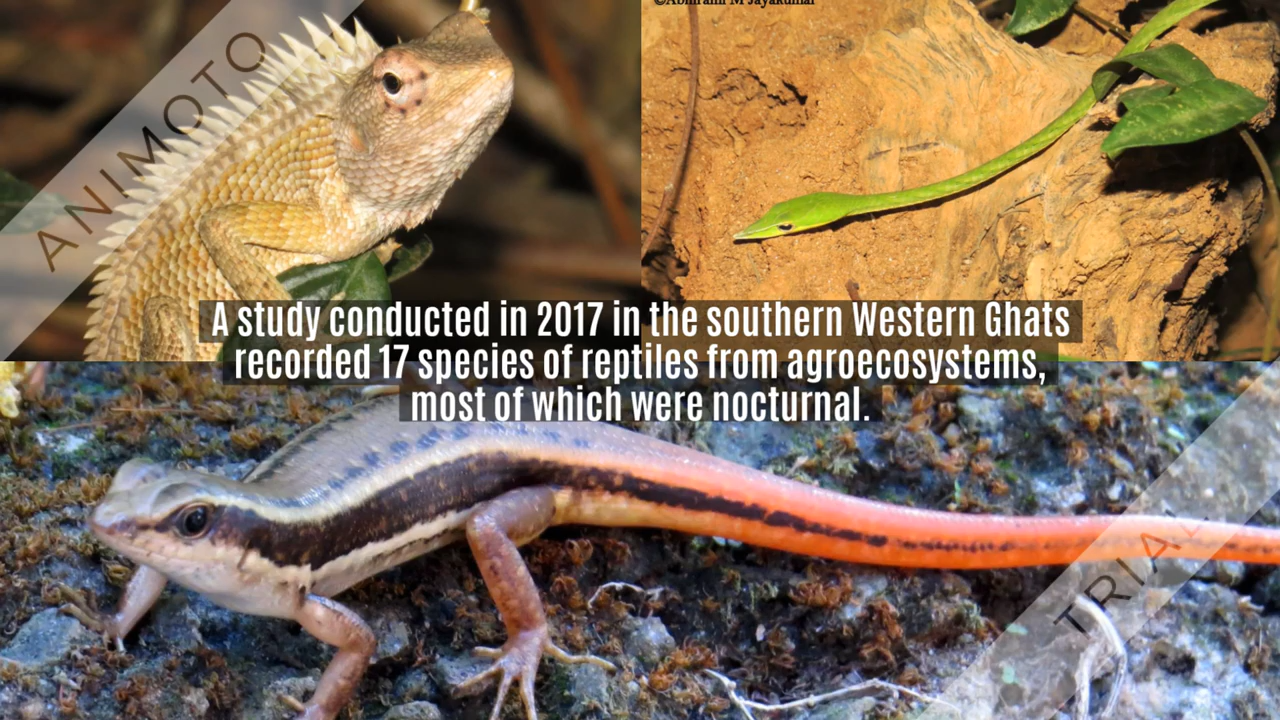 ©Abhirami M Jayakumar
ANIMOTO
A study conducted in 2017 in the southern Western Ghats
recorded 17 species of reptiles from agroecosystems,
most of which were nocturnal.
TRIAL